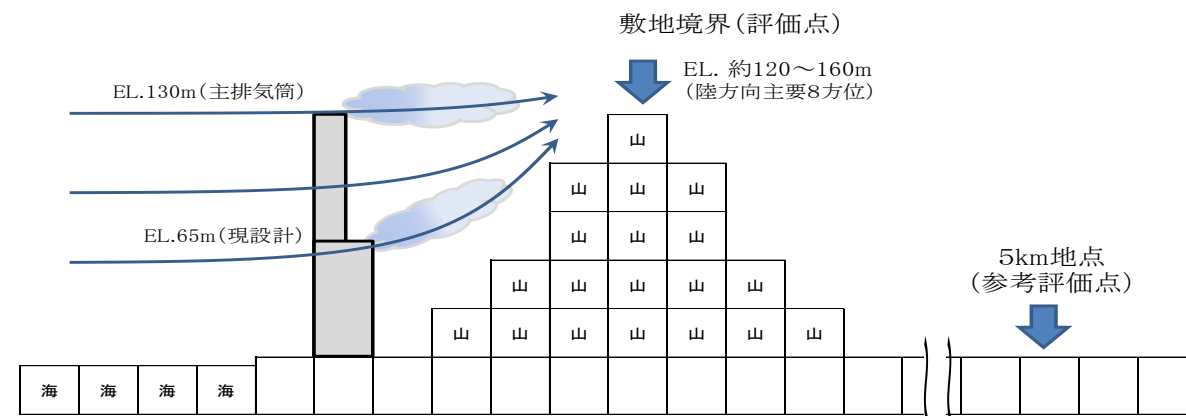 敷地境界(評価点)
EL. 約120～160m
(陸方向主要8方位)
EL.130m(主排気筒)
山
山 山 山
EL.65m(現設計)
山 山 山
5km地点
(参考評価点)
山 山 山 山 山
山 山 山 山 山 山 山
海 海 海 海